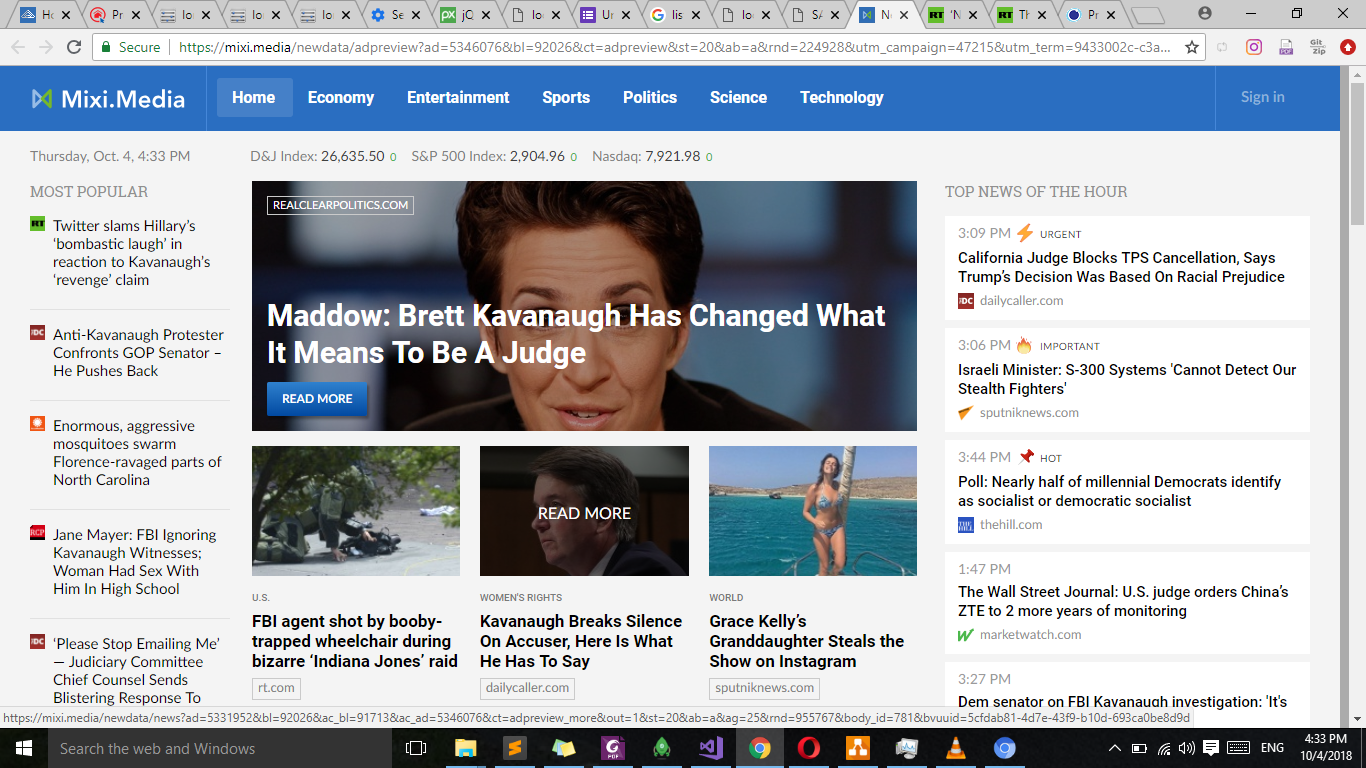 Ho
Pr
Io
Io
Io
Se
jQ
Io
Ur
lis
Io
SA
N
'N
Th
Pr
Secure
https://mixi.media/newdata/adpreview?ad=5346076&bl=92026&ct=adpreview&st=20&ab=a&rnd=224928&utm_campaign=47215&utm_term=9433002c-c3a...
Mixi.Media
Home Economy Entertainment Sports Politics Science Technology
Sign in
Thursday, Oct. 4, 4:33 PM
D&J Index: 26,635.50 0 S&P 500 Index: 2,904.96 0 Nasdaq: 7,921.98 0
MOST POPULAR
RT
Twitter slams Hillary's
‘bombastic laugh’ in
reaction to Kavanaugh's
‘revenge’ claim
Anti-Kavanaugh Protester
Confronts GOP Senator –
He Pushes Back
Enormous, aggressive
mosquitoes swarm
Florence-ravaged parts of
North Carolina
RCP
Jane Mayer: FBI Ignoring
Kavanaugh Witnesses;
Woman Had Sex With
Him In High School
‘Please Stop Emailing Me’
— Judiciary Committee
Chief Counsel Sends
Blistering Response To
REALCLEARPOLITICS.COM
Maddow: Brett Kavanaugh Has Changed What
It Means To Be A Judge
READ MORE
U.S.
FBI agent shot by booby-
trapped wheelchair during
bizarre ‘Indiana Jones’ raid
rt.com
READ MORE
WOMEN'S RIGHTS
Kavanaugh Breaks Silence
On Accuser, Here Is What
He Has To Say
dailycaller.com
WORLD
Grace Kelly's
Granddaughter Steals the
Show on Instagram
sputniknews.com
TOP NEWS OF THE HOUR
3:09 PM URGENT
California Judge Blocks TPS Cancellation, Says
Trump's Decision Was Based On Racial Prejudice
dailycaller.com
3:06 PM IMPORTANT
Israeli Minister: S-300 Systems 'Cannot Detect Our
Stealth Fighters'
sputniknews.com
3:44 PM HOT
Poll: Nearly half of millennial Democrats identify
as socialist or democratic socialist
thehill.com
1:47 PM
The Wall Street Journal: U.S. judge orders China's
ZTE to 2 more years of monitoring
marketwatch.com
3:27 PM
Dem senator on FBI Kavanaugh investigation: 'It's
https://mixi.media/newdata/news?ad=5331952&bl=92026&ac_bl=91713&ac_ad=5346076&ct=adpreview_more&out=1&st=20&ab=a&ag=25&rnd=955767&body_id=781&bvuuid=5cfdab81-4d7e-43f9-b10d-693ca0be8d9d
Search the web and Windows
ENG
4:33 PM
10/4/2018